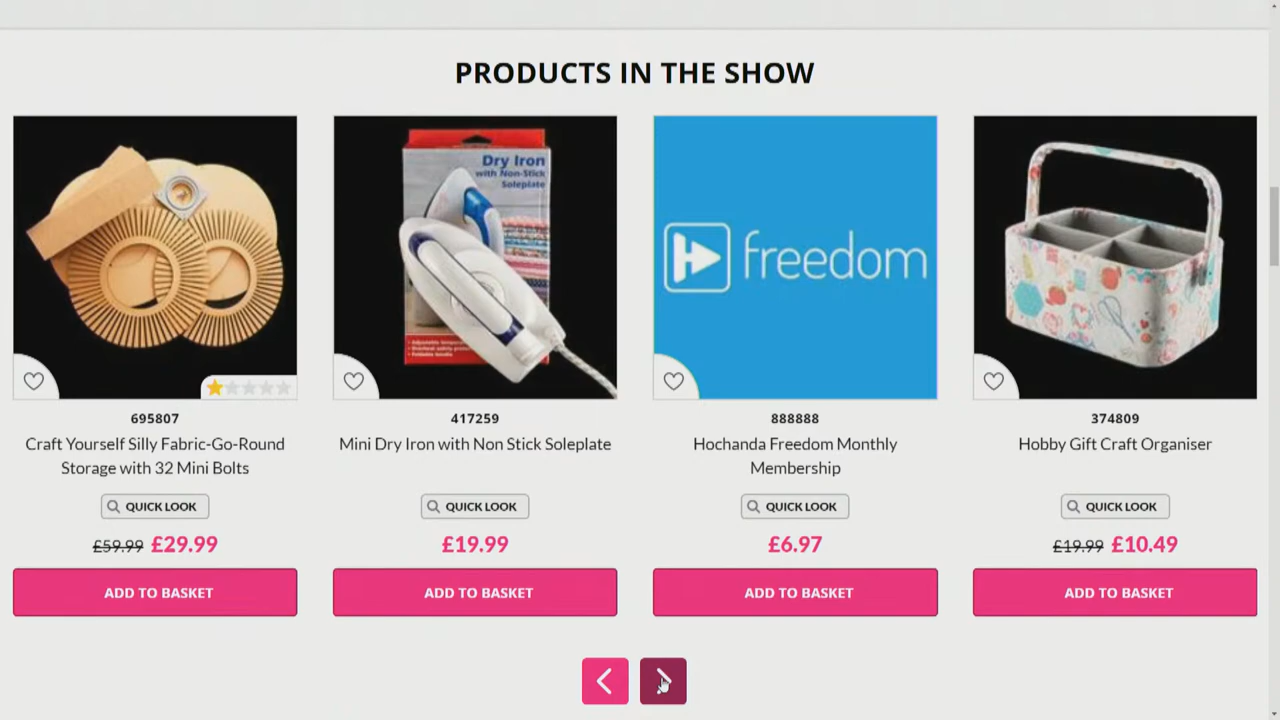 PRODUCTS IN THE SHOW
Dry Iron
with Non-Stick
Soleplate
freedom
695807
Craft Yourself Silly Fabric-Go-Round
Storage with 32 Mini Bolts
QUICK LOOK
£59.99 £29.99
ADD TO BASKET
417259
Mini Dry Iron with Non Stick Soleplate
QUICK LOOK
£19.99
ADD TO BASKET
888888
Hochanda Freedom Monthly
Membership
QUICK LOOK
£6.97
ADD TO BASKET
374809
Hobby Gift Craft Organiser
QUICK LOOK
£19.99 £10.49
ADD TO BASKET